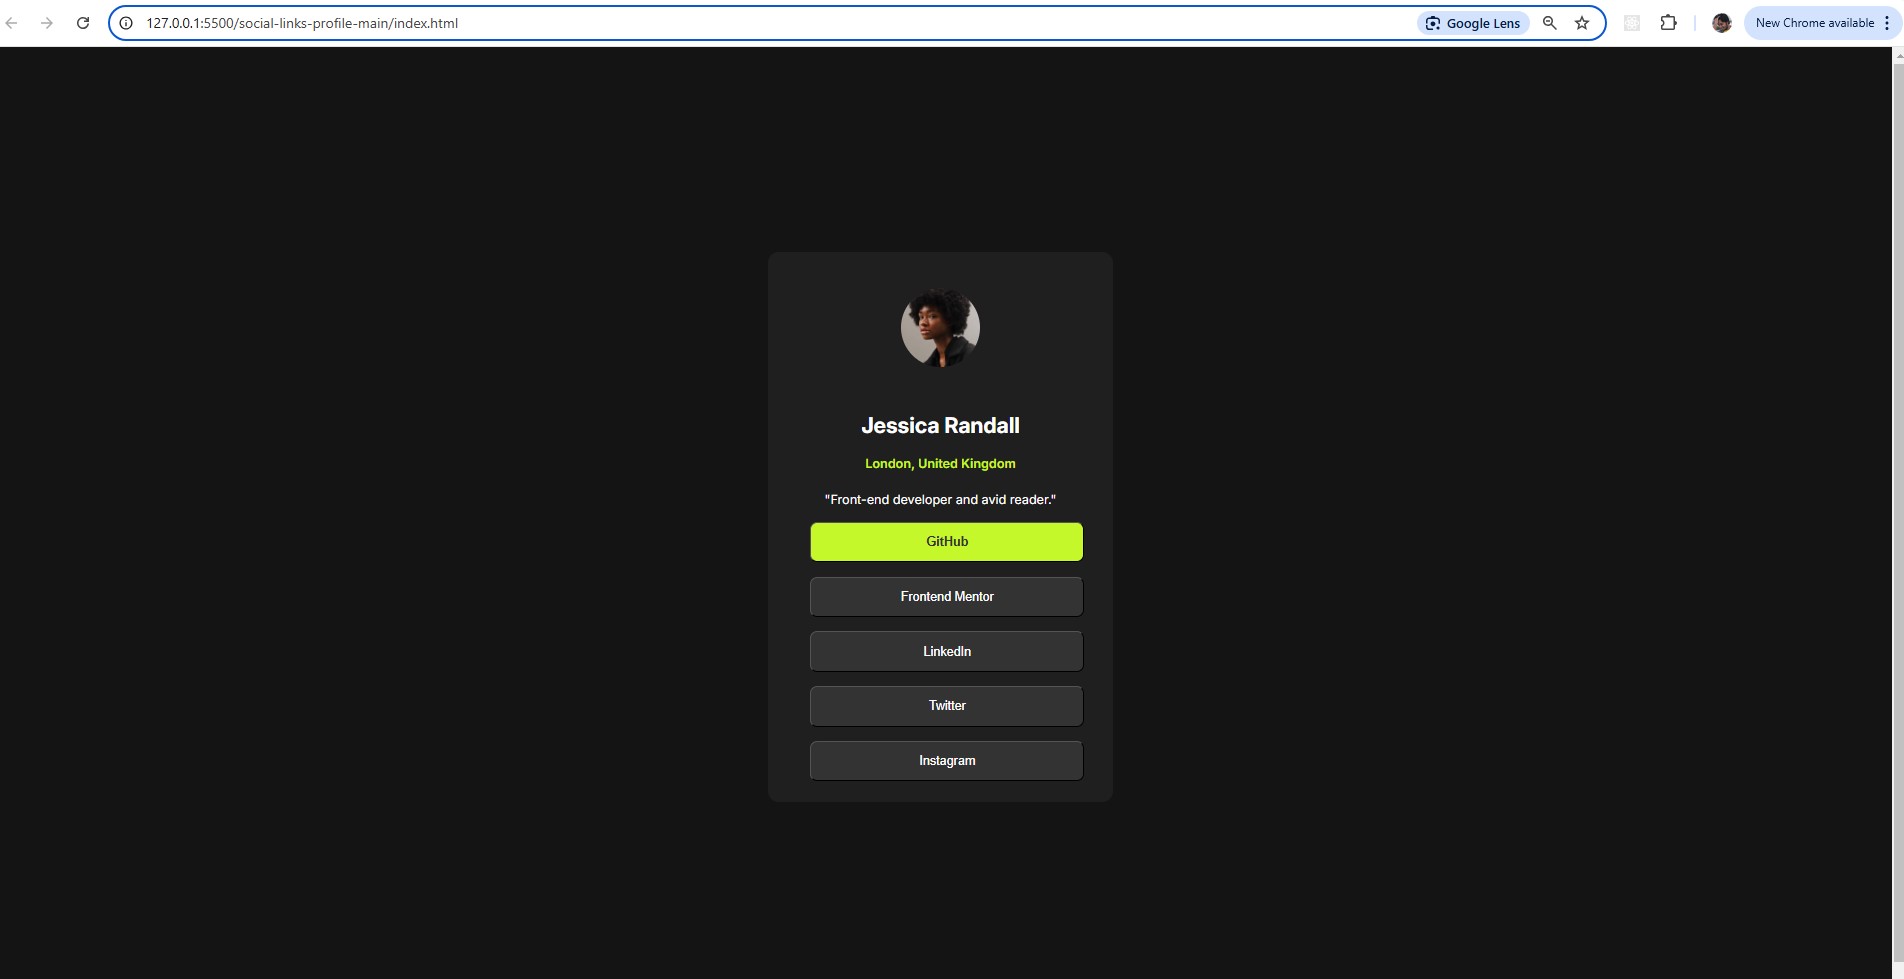 127.0.0.1:5500/social-links-profile-main/index.html
Google Lens
New Chrome available
Jessica Randall
London, United Kingdom
"Front-end developer and avid reader."
GitHub
Frontend Mentor
LinkedIn
Twitter
Instagram